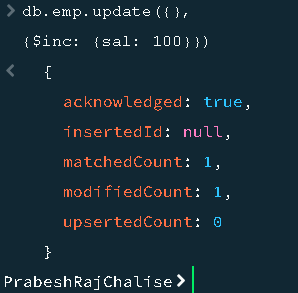 > db.emp.update({},
{$inc: {sal: 100}})
< {
acknowledged: true,
insertedId: null,
matchedCount: 1,
modifiedCount: 1,
upsertedCount: 0
}
PrabeshRajChalise>